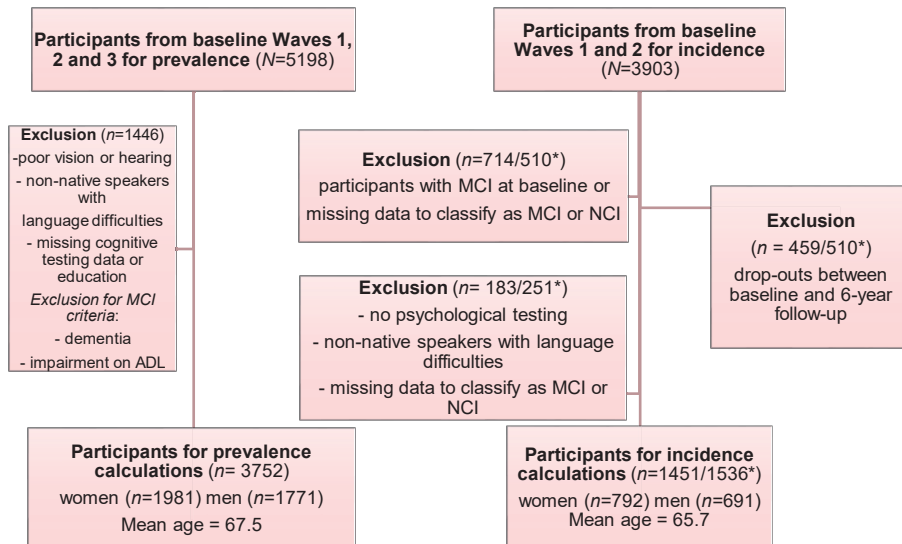 Participants from baseline Waves 1,
2 and 3 for prevalence (N=5198)
Participants from baseline
Waves 1 and 2 for incidence
(N=3903)
Exclusion (n=1446)
-poor vision or hearing
- non-native speakers
with
language difficulties
- missing cognitive
testing data or
education
Exclusion for MCI
criteria:
- dementia
- impairment on ADL
Exclusion (n=714/510*)
participants with MCI at baseline or
missing data to classify as MCI or NCI
Exclusion
(n = 459/510*)
drop-outs between
baseline and 6-year
follow-up
Exclusion (n= 183/251*)
- no psychological testing
- non-native speakers with language
difficulties
- missing data to classify as MCI or
NCI
Participants for prevalence
calculations (n= 3752)
women (n=1981) men (n=1771)
Mean age = 67.5
Participants for incidence
calculations (n=1451/1536*)
women (n=792) men (n=691)
Mean age = 65.7